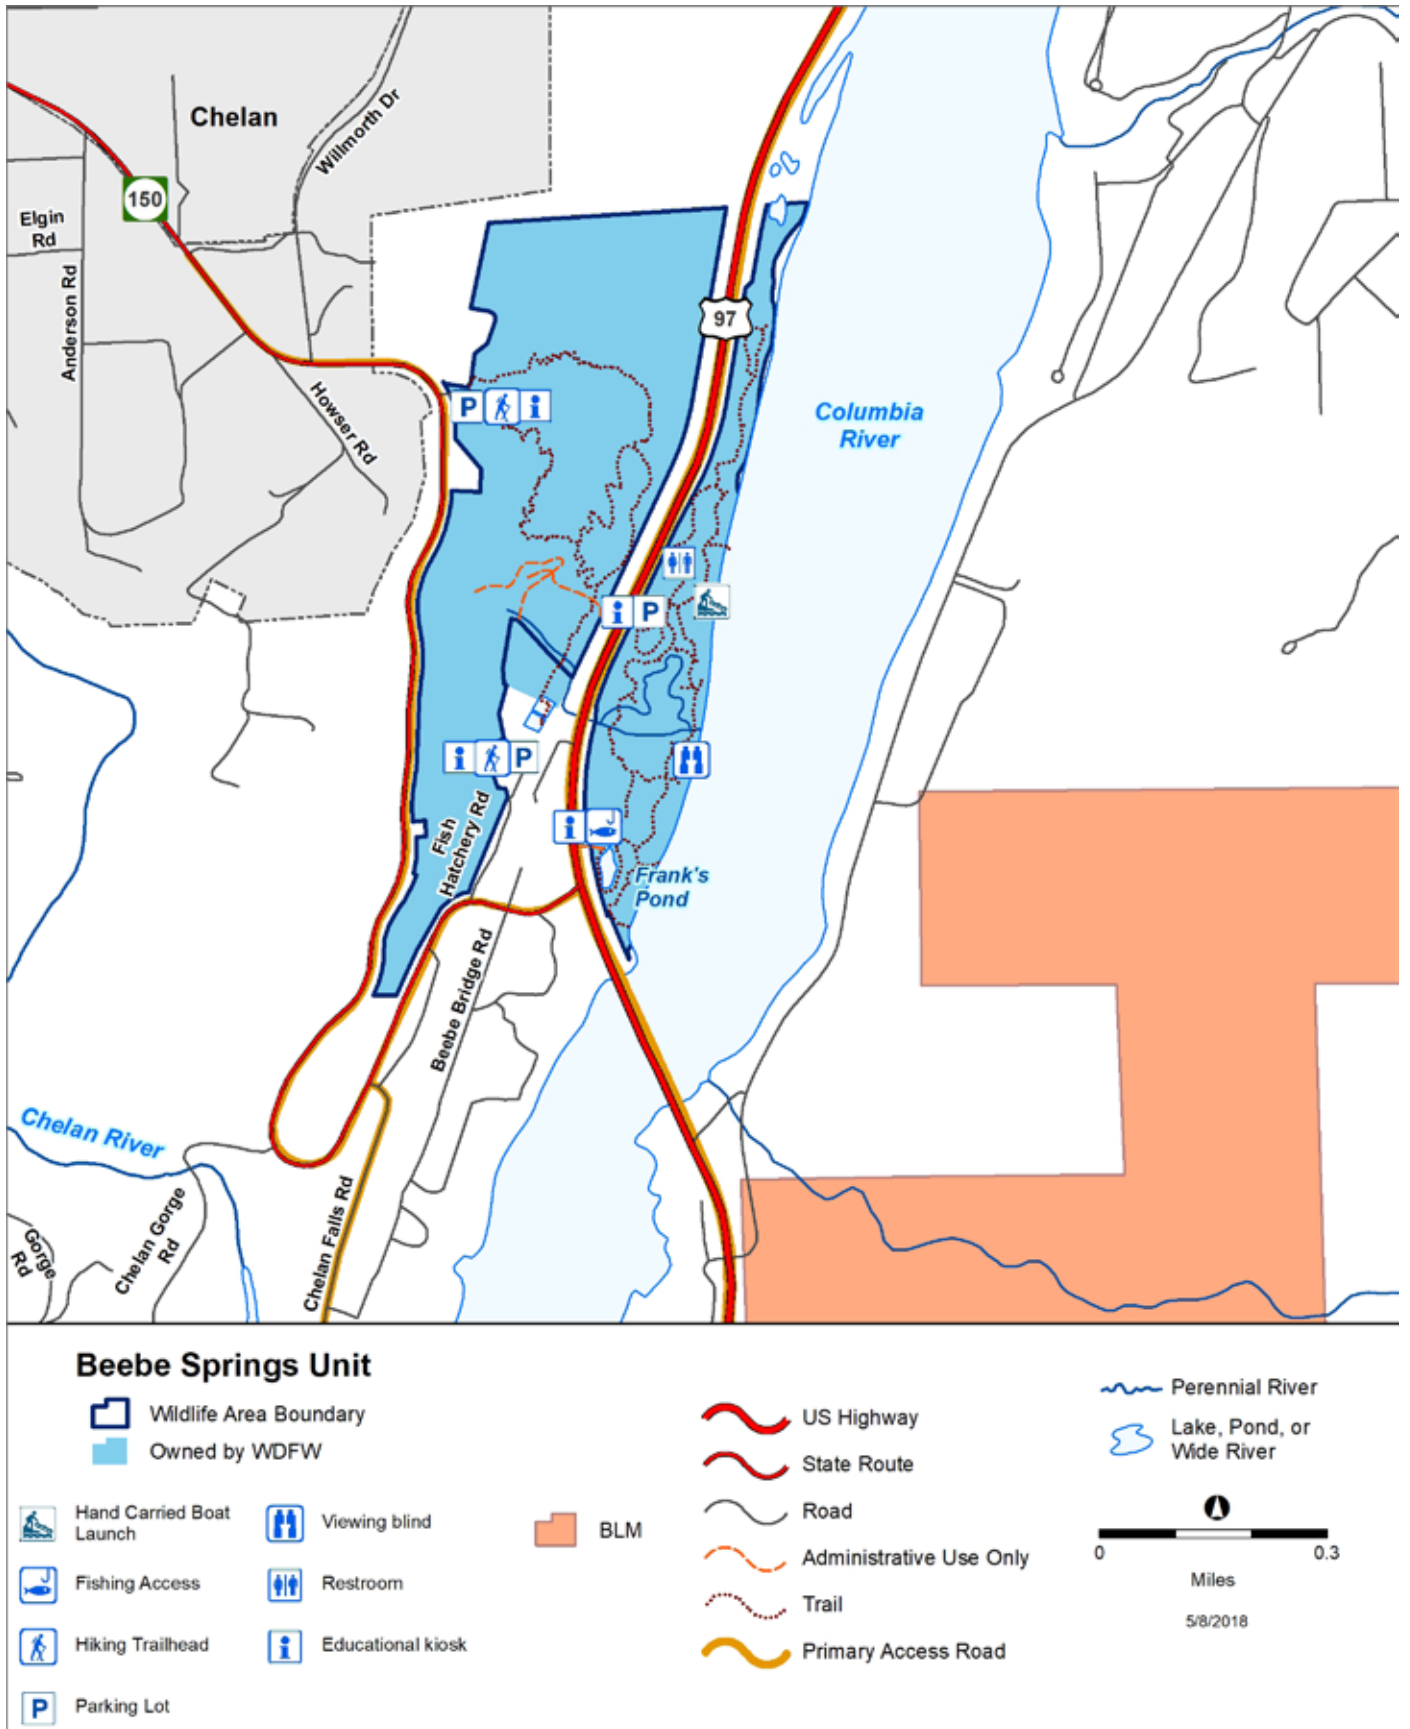 Chelan
Willmorth Dr
150
Elgin
Rd
Anderson Rd
97
Howser Rd
P
Columbia
River
P
P
Fish
Hatchery Rd
Frank's
Pond
Beebe Bridge Rd
Chelan River
Chelan Gorge
Rd
Gorge
Rd
Chelan Falls Rd
Beebe Springs Unit
Wildlife Area Boundary
Owned by WDFW
Hand Carried Boat
Launch
Fishing Access
Hiking Trailhead
P
Parking Lot
Viewing blind
Restroom
Educational kiosk
BLM
US Highway
State Route
Road
Administrative Use Only
Trail
Primary Access Road
Perennial River
Lake, Pond, or
Wide River
0 0.3
Miles
5/8/2018